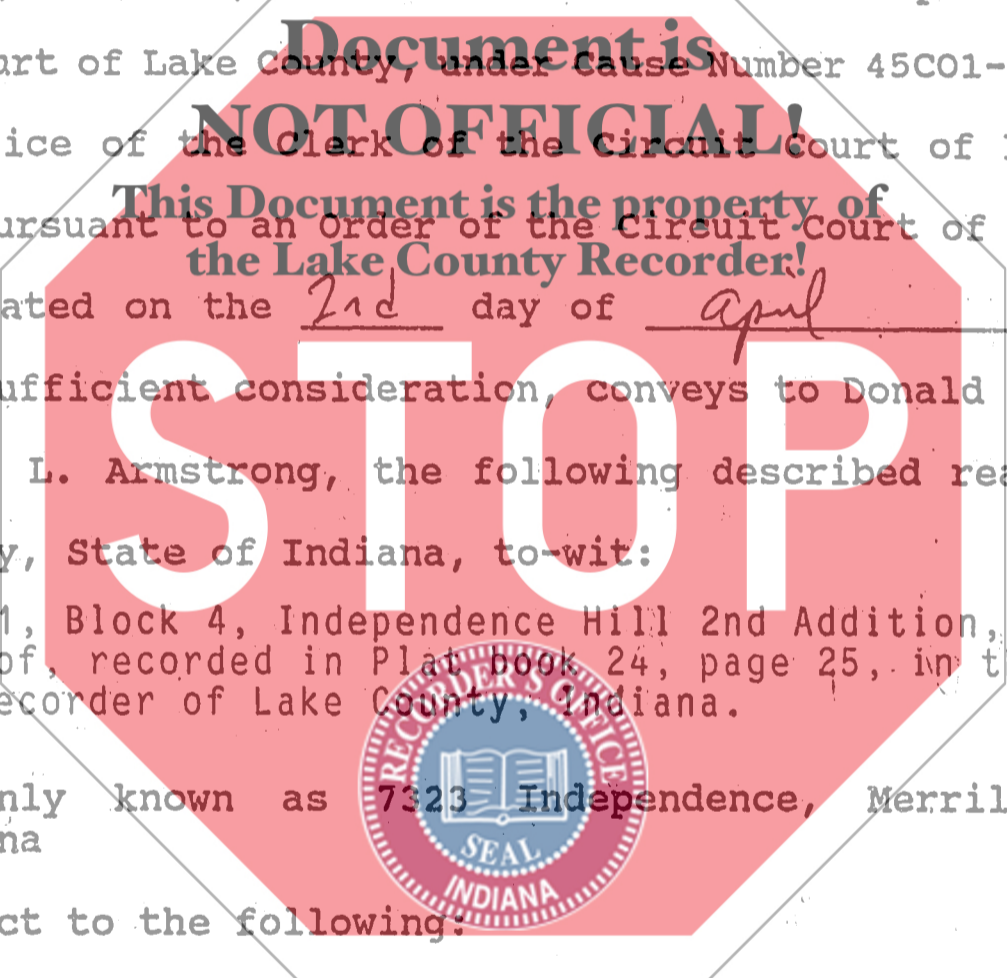 Document is
urt of Lake County, under Cause Number 45C01-
NOT OFFICIAL!
ice of the Clerk of the Circuit Court of
This Document is the property of
ursuant to an Order of the Circuit Court of
the Lake County Recorder!
ated on the 2nd day of april
ufficient consideration, conveys to Donald
L. Armstrong, the following described rea
y, State of Indiana, to-wit:
STOP
1, Block 4, Independence Hill 2nd Addition,
of, recorded in Plat book 24, page 25, in t
ecorder of Lake County, Indiana.
nly known as 7323 Independence, Merril
na
ct to the following:
RECORDER'S OFFICE
SEAL
INDIANA